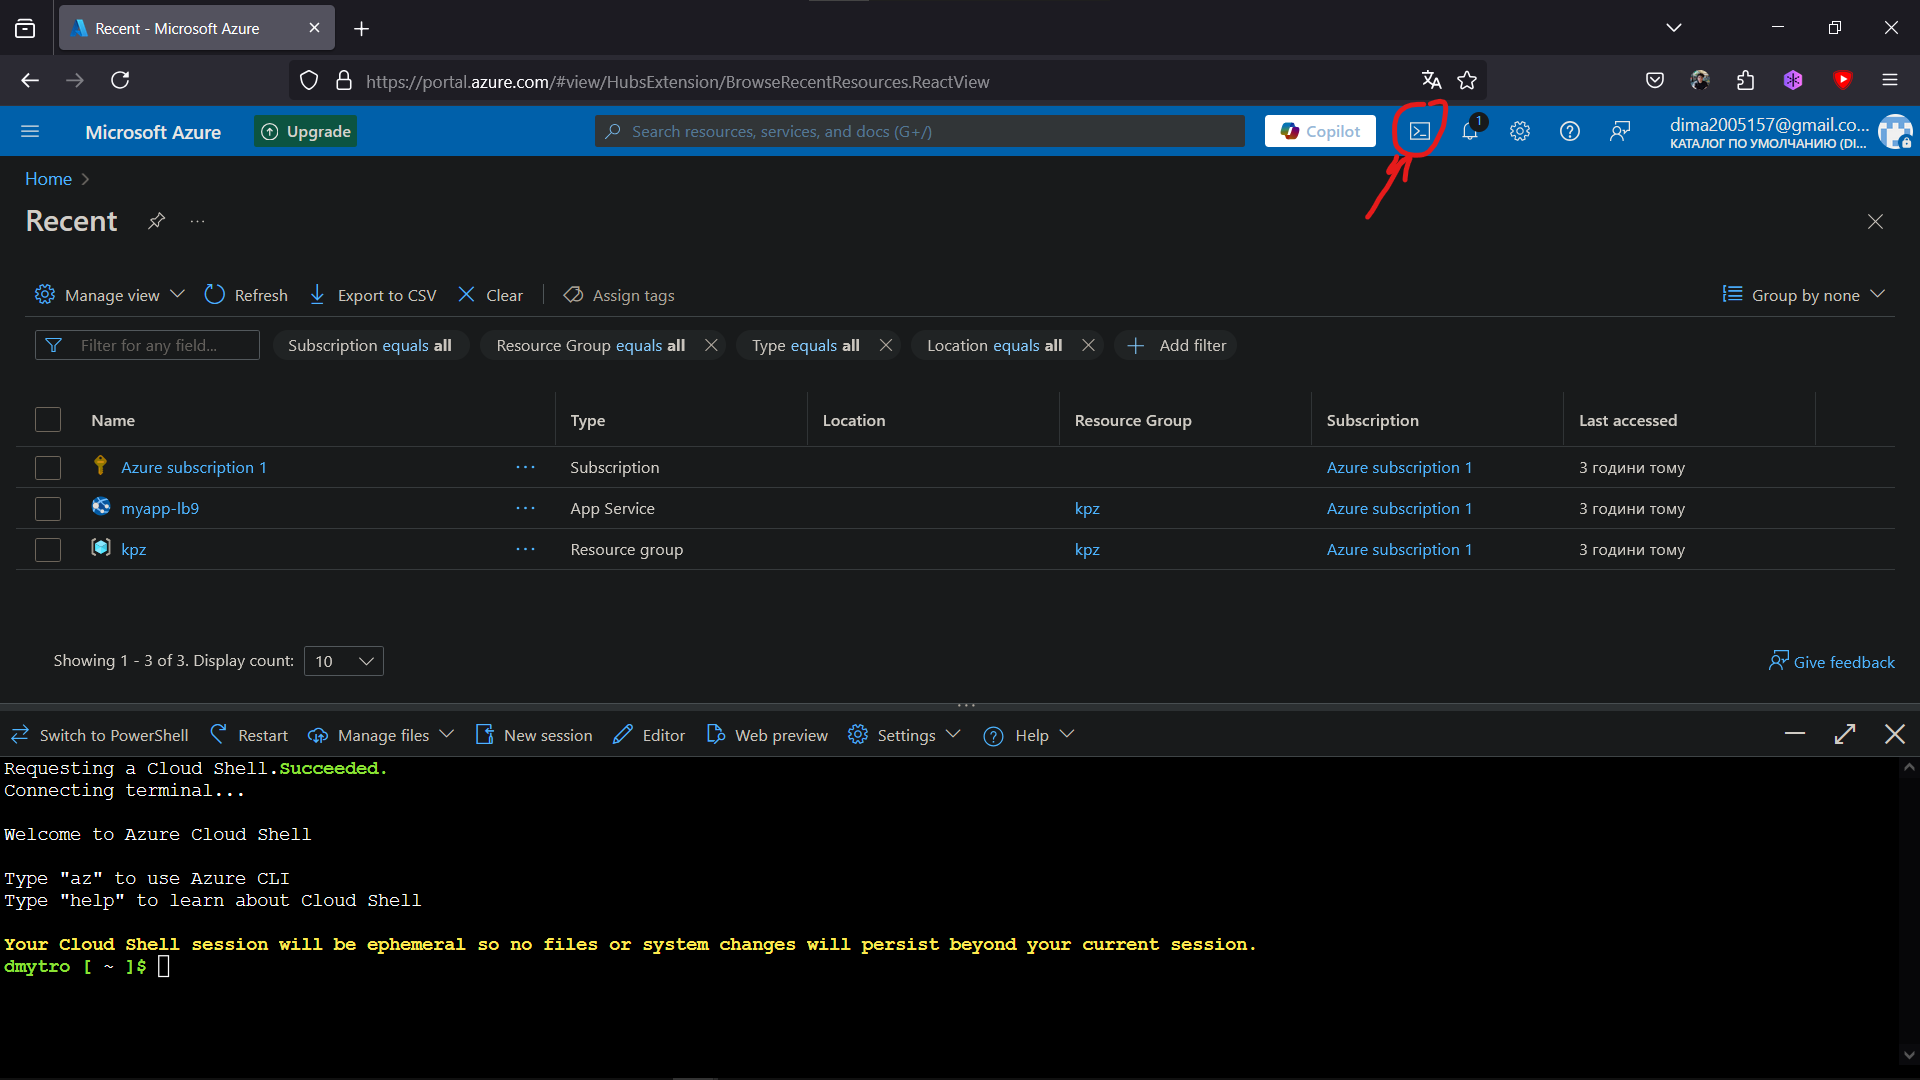 Recent - Microsoft Azure
https://portal.azure.com/#view/HubsExtension/BrowseRecentResources.ReactView
Microsoft Azure
Upgrade
Search resources, services, and docs (G+/)
Copilot
1
dima2005157@gmail.co...
КАТАЛОГ ПО УМОЛЧАНИЮ (DI...
Home
Recent
Manage view
Refresh
Export to CSV
Clear
Assign tags
Group by none
Filter for any field...
Subscription equals all
Resource Group equals all
Type equals all
Location equals all
Add filter
Name Type Location Resource Group Subscription Last accessed
Azure subscription 1 ... Subscription Azure subscription 1 3 години тому
myapp-lb9 ... App Service kpz Azure subscription 1 3 години тому
kpz ... Resource group kpz Azure subscription 1 3 години тому
Showing 1 - 3 of 3. Display count: 10
Give feedback
Switch to PowerShell
Restart
Manage files
New session
Editor
Web preview
Settings
Help
Requesting a Cloud Shell.Succeeded.
Connecting terminal...
Welcome to Azure Cloud Shell
Type "az" to use Azure CLI
Type "help" to learn about Cloud Shell
Your Cloud Shell session will be ephemeral so no files or system changes will persist beyond your current session.
dmytro [ ~ ]$